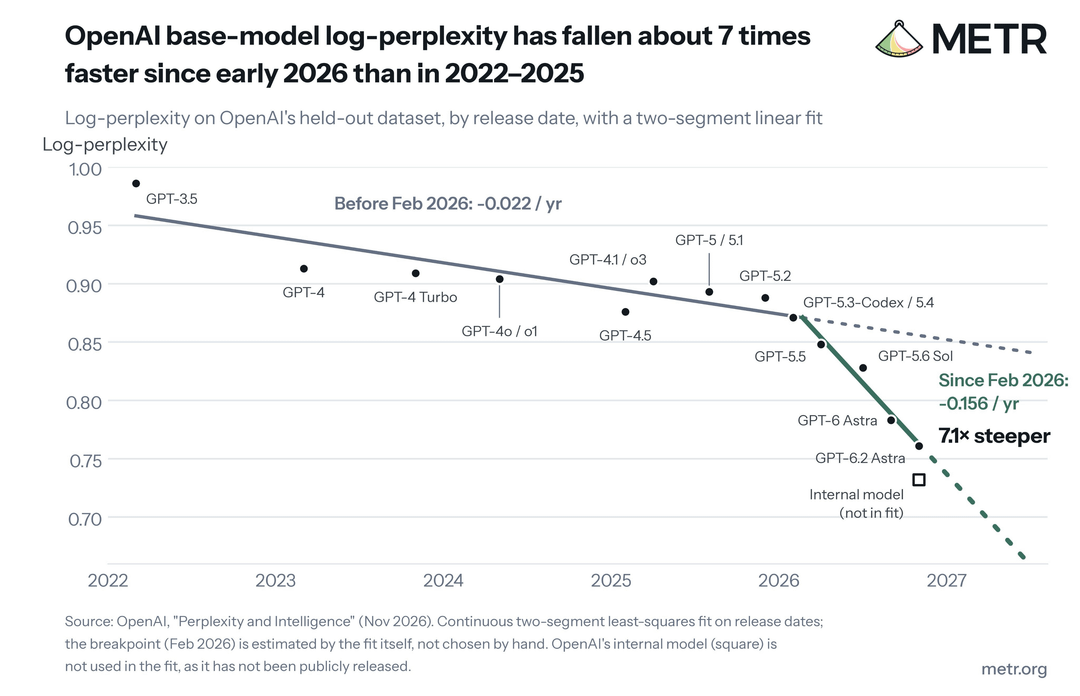 OpenAI base-model log-perplexity has fallen about 7 times
faster since early 2026 than in 2022–2025
METR
Log-perplexity on OpenAI's held-out dataset, by release date, with a two-segment linear fit
Log-perplexity
1.00
0.95
0.90
0.85
0.80
0.75
0.70
GPT-3.5
Before Feb 2026: -0.022 / yr
GPT-4
GPT-4 Turbo
GPT-4o / o1
GPT-4.1 / o3
GPT-4.5
GPT-5 / 5.1
GPT-5.2
GPT-5.3-Codex / 5.4
GPT-5.5
GPT-5.6 Sol
Since Feb 2026:
-0.156 / yr
7.1× steeper
GPT-6 Astra
GPT-6.2 Astra
Internal model
(not in fit)
2022
2023
2024
2025
2026
2027
Source: OpenAI, "Perplexity and Intelligence" (Nov 2026). Continuous two-segment least-squares fit on release dates;
the breakpoint (Feb 2026) is estimated by the fit itself, not chosen by hand. OpenAI's internal model (square) is
not used in the fit, as it has not been publicly released.
metr.org